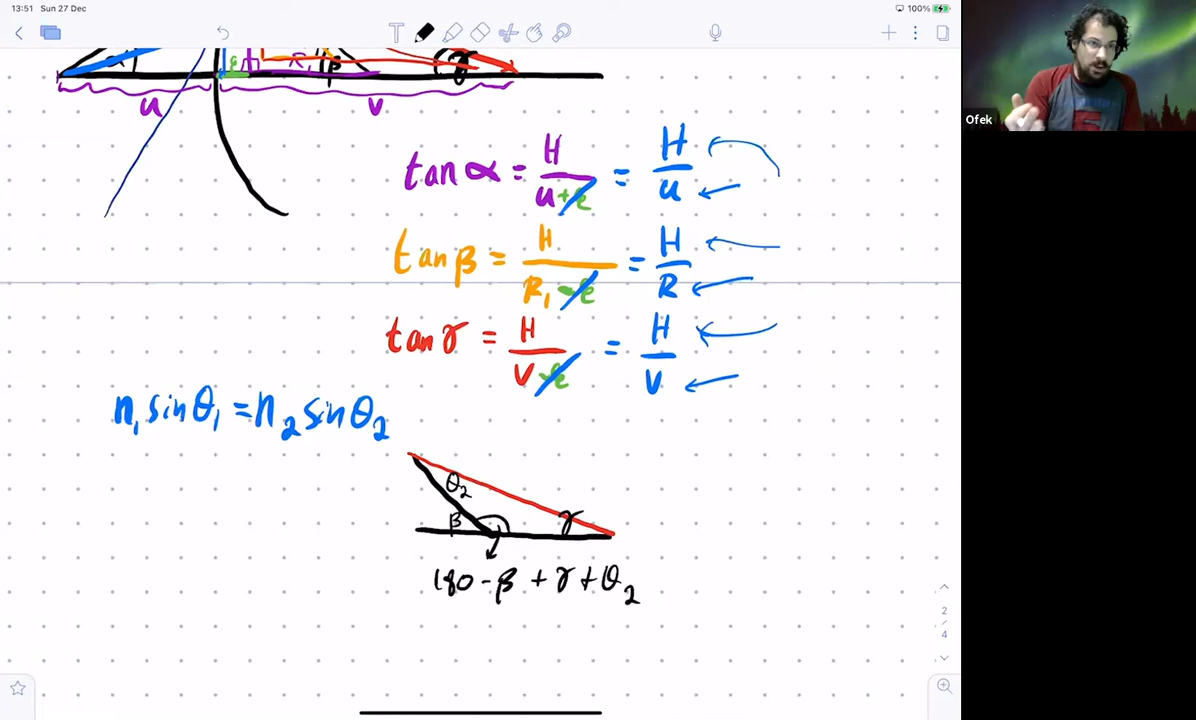 13:51 Sun 27 Dec
100%
Ofek
R₁ β γ
u
v
tan α = H / u+ε = H / u
tan β = H / R₁-ε = H / R
tan γ = H / v-ε = H / v
n₁ sin θ₁ = n₂ sin θ₂
θ₂
β
γ
180 - β + γ + θ₂
2
/
4